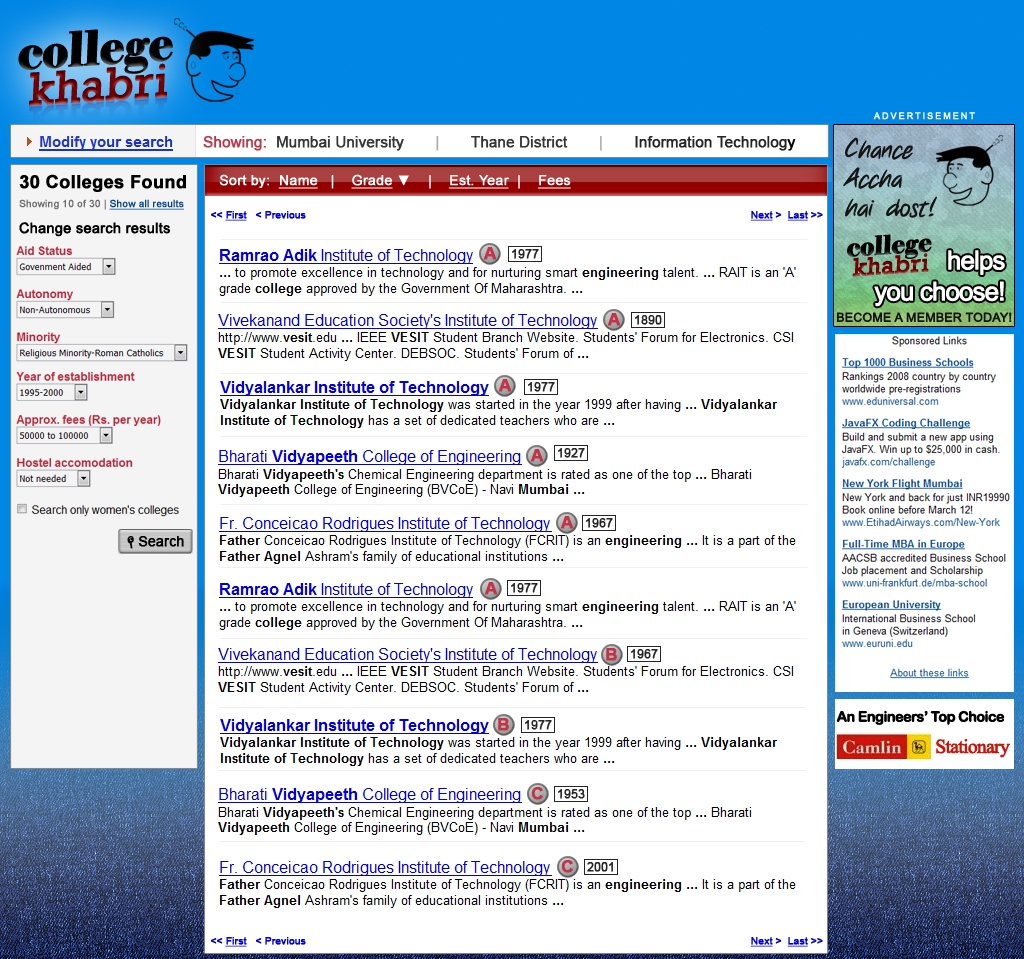 college
khabri
ADVERTISEMENT
Modify your search
Showing: Mumbai University | Thane District | Information Technology
30 Colleges Found
Showing 10 of 30 | Show all results
Change search results
Aid Status
Govenment Aided
Autonomy
Non-Autonomous
Minority
Religious Minority-Roman Catholics
Year of establishment
1995-2000
Approx. fees (Rs. per year)
50000 to 100000
Hostel accomodation
Not needed
Search only women's colleges
Search
Sort by: Name | Grade ▼ | Est. Year | Fees
<< First < Previous Next > Last >>
Ramrao Adik Institute of Technology A 1977
... to promote excellence in technology and for nurturing smart engineering talent. ... RAIT is an 'A'
grade college approved by the Government Of Maharashtra. ...
Vivekanand Education Society's Institute of Technology A 1890
http://www.vesit.edu ... IEEE VESIT Student Branch Website. Students' Forum for Electronics. CSI
VESIT Student Activity Center. DEBSOC. Students' Forum of ...
Vidyalankar Institute of Technology A 1977
Vidyalankar Institute of Technology was started in the year 1999 after having ... Vidyalankar
Institute of Technology has a set of dedicated teachers who are ...
Bharati Vidyapeeth College of Engineering A 1927
Bharati Vidyapeeth's Chemical Engineering department is rated as one of the top ... Bharati
Vidyapeeth College of Engineering (BVCoE) - Navi Mumbai ...
Fr. Conceicao Rodrigues Institute of Technology A 1967
Father Conceicao Rodrigues Institute of Technology (FCRIT) is an engineering ... It is a part of the
Father Agnel Ashram's family of educational institutions ...
Ramrao Adik Institute of Technology A 1977
... to promote excellence in technology and for nurturing smart engineering talent. ... RAIT is an 'A'
grade college approved by the Government Of Maharashtra. ...
Vivekanand Education Society's Institute of Technology B 1967
http://www.vesit.edu ... IEEE VESIT Student Branch Website. Students' Forum for Electronics. CSI
VESIT Student Activity Center. DEBSOC. Students' Forum of ...
Vidyalankar Institute of Technology B 1977
Vidyalankar Institute of Technology was started in the year 1999 after having ... Vidyalankar
Institute of Technology has a set of dedicated teachers who are ...
Bharati Vidyapeeth College of Engineering C 1953
Bharati Vidyapeeth's Chemical Engineering department is rated as one of the top ... Bharati
Vidyapeeth College of Engineering (BVCoE) - Navi Mumbai ...
Fr. Conceicao Rodrigues Institute of Technology C 2001
Father Conceicao Rodrigues Institute of Technology (FCRIT) is an engineering ... It is a part of the
Father Agnel Ashram's family of educational institutions ...
<< First < Previous Next > Last >>
Chance
Accha
hai dost!
college
khabri helps
you choose!
BECOME A MEMBER TODAY!
Sponsored Links
Top 1000 Business Schools
Rankings 2008 country by country
worldwide pre-registrations
www.eduniversal.com
JavaFX Coding Challenge
Build and submit a new app using
JavaFX. Win up to $25,000 in cash.
javafx.com/challenge
New York Flight Mumbai
New York and back for just INR19990
Book online before March 12!
www.EtihadAirways.com/New-York
Full-Time MBA in Europe
AACSB accredited Business School
Job placement and Scholarship
www.uni-frankfurt.de/mba-school
European University
International Business School
in Geneva (Switzerland)
www.euruni.edu
About these links
An Engineers' Top Choice
Camlin Stationary